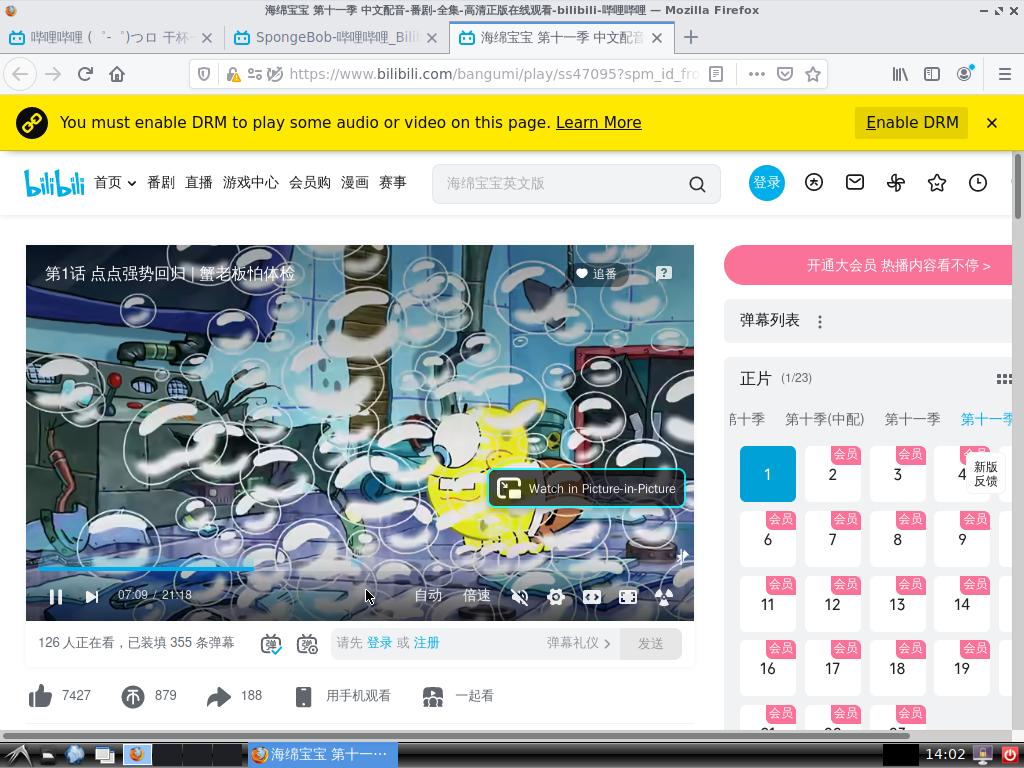 海绵宝宝 第十一季 中文配音-番剧-全集-高清正版在线观看-bilibili-哔哩哔哩 — Mozilla Firefox
哔哩哔哩 (゜-゜)つロ 干杯
SpongeBob-哔哩哔哩_Bili
海绵宝宝 第十一季 中文配音
https://www.bilibili.com/bangumi/play/ss47095?spm_id_fro
You must enable DRM to play some audio or video on this page. Learn More
Enable DRM
bilibili 首页 番剧 直播 游戏中心 会员购 漫画 赛事
海绵宝宝英文版
登录
第1话 点点强势回归 | 蟹老板怕体检
追番
开通大会员 热播内容看不停 >
弹幕列表
正片 (1/23)
第十季 第十季(中配) 第十一季 第十一季
1 2 会员 3 会员 4 会员
新版
反馈
6 会员 7 会员 8 会员 9 会员
11 会员 12 会员 13 会员 14 会员
16 会员 17 会员 18 会员 19 会员
会员 会员 会员
Watch in Picture-in-Picture
07:09 / 21:18
自动 倍速
126 人正在看，已装填 355 条弹幕
弹 弹
请先 登录 或 注册
弹幕礼仪 >
发送
7427 879 188 用手机观看 一起看
海绵宝宝 第十一…
14:02